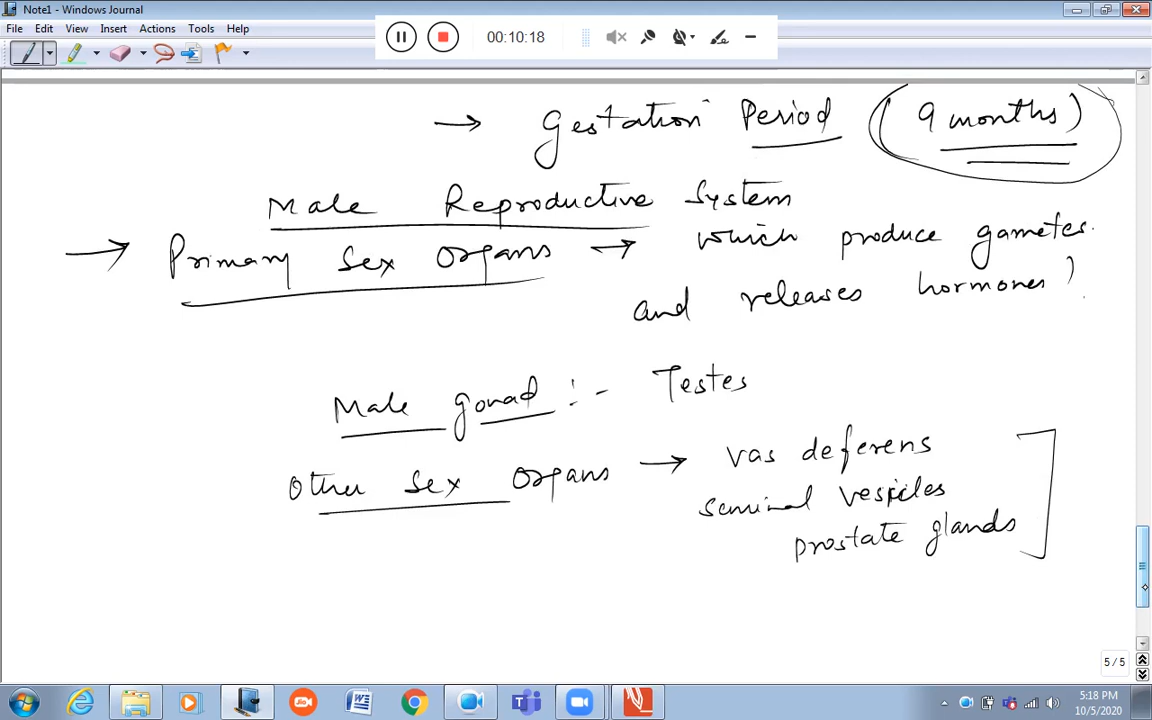 Note1 - Windows Journal
File Edit View Insert Actions Tools Help
00:10:18
→ Gestation Period (9 months)
Male Reproductive System
→ Primary Sex Organs → which produce gametes.
and releases hormones)
Male gonad :- Testes
Other Sex Organs → vas deferens
seminal vesicles
prostate glands
5 / 5
5:18 PM
10/5/2020